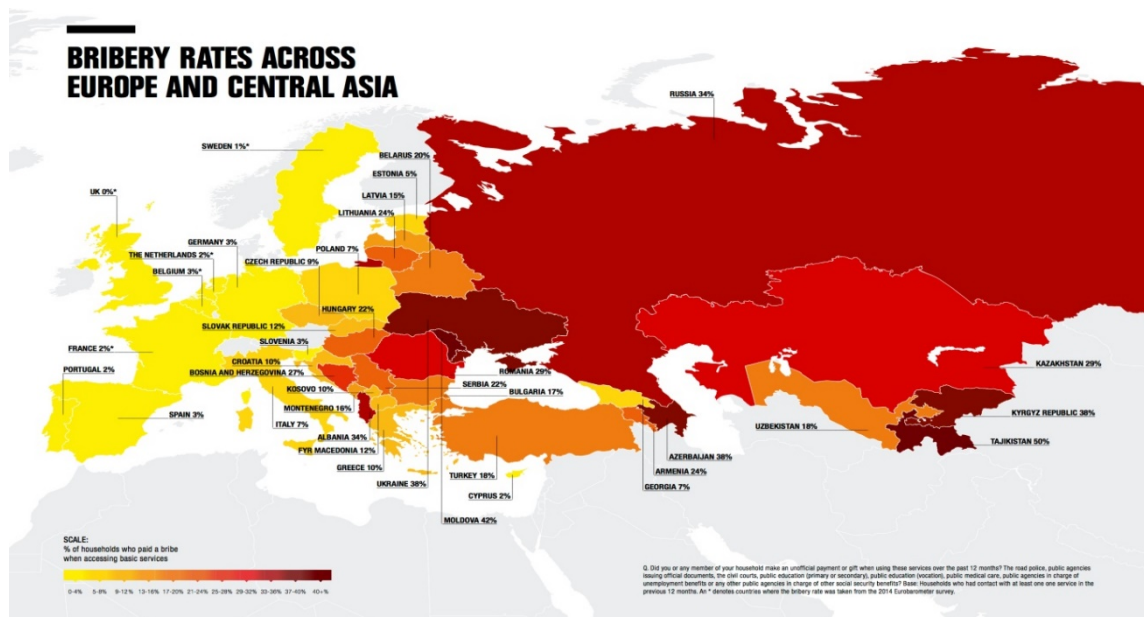 BRIBERY RATES ACROSS
EUROPE AND CENTRAL ASIA
RUSSIA 34%
SWEDEN 1%*
BELARUS 20%
ESTONIA 5%
UK 0%*
LATVIA 15%
LITHUANIA 24%
GERMANY 3%
POLAND 7%
THE NETHERLANDS 2%*
CZECH REPUBLIC 9%
BELGIUM 3%*
HUNGARY 22%
SLOVAK REPUBLIC 12%
SLOVENIA 3%
FRANCE 2%*
CROATIA 10%
KAZAKHSTAN 29%
PORTUGAL 2%
BOSNIA AND HERZEGOVINA 27%
ROMANIA 29%
SERBIA 22%
KOSOVO 10%
BULGARIA 17%
MONTENEGRO 16%
SPAIN 3%
KYRGYZ REPUBLIC 38%
ITALY 7%
UZBEKISTAN 18%
ALBANIA 34%
TAJIKISTAN 50%
FYR MACEDONIA 12%
AZERBAIJAN 38%
GREECE 10%
ARMENIA 24%
TURKEY 18%
UKRAINE 38%
GEORGIA 7%
CYPRUS 2%
MOLDOVA 42%
SCALE:
% of households who paid a bribe
when accessing basic services
0-4% 5-8% 9-12% 13-16% 17-20% 21-24% 25-28% 29-32% 33-36% 37-40% 40+%
Q. Did you or any member of your household make an unofficial payment or gift when using these services over the past 12 months? The road police, public agencies
issuing official documents, the civil courts, public education (primary or secondary), public education (vocation), public medical care, public agencies in charge of
unemployment benefits or any other public agencies in charge of other social security benefits? Base: Households who had contact with at least one service in the
previous 12 months. An * denotes countries where the bribery rate was taken from the 2014 Eurobarometer survey.